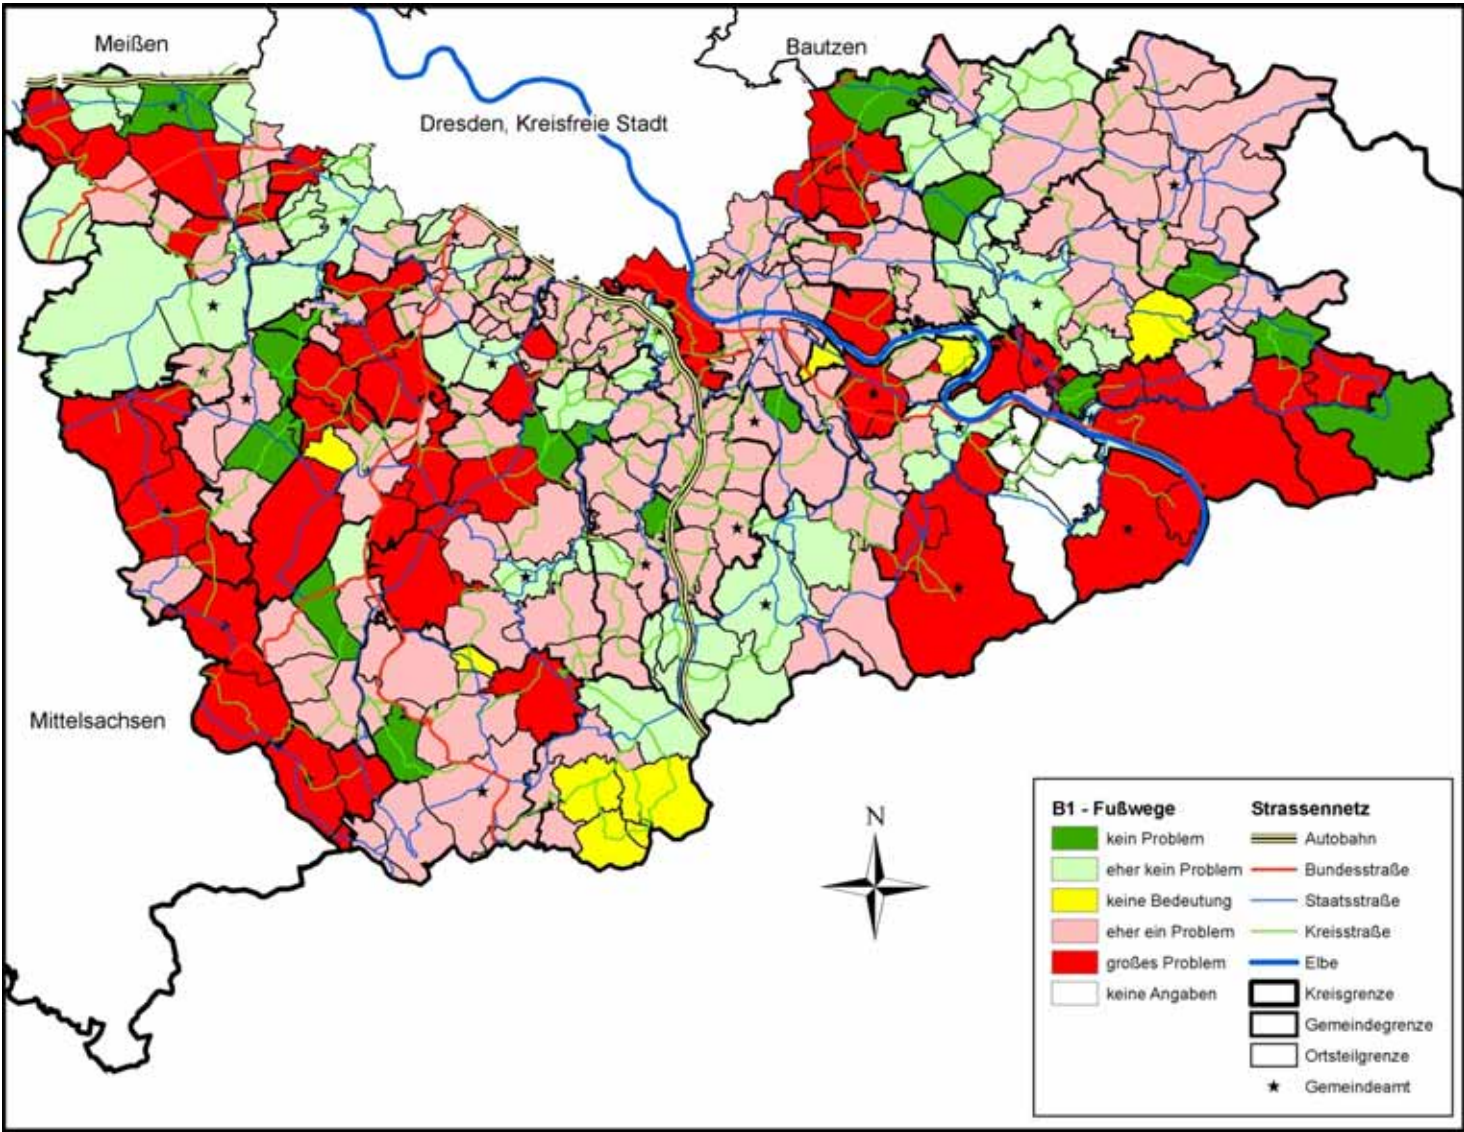 Meißen
Bautzen
Dresden, Kreisfreie Stadt
Mittelsachsen
N
B1 - Fußwege
kein Problem
eher kein Problem
keine Bedeutung
eher ein Problem
großes Problem
keine Angaben
Strassennetz
Autobahn
Bundesstraße
Staatsstraße
Kreisstraße
Elbe
Kreisgrenze
Gemeindegrenze
Ortsteilgrenze
Gemeindeamt